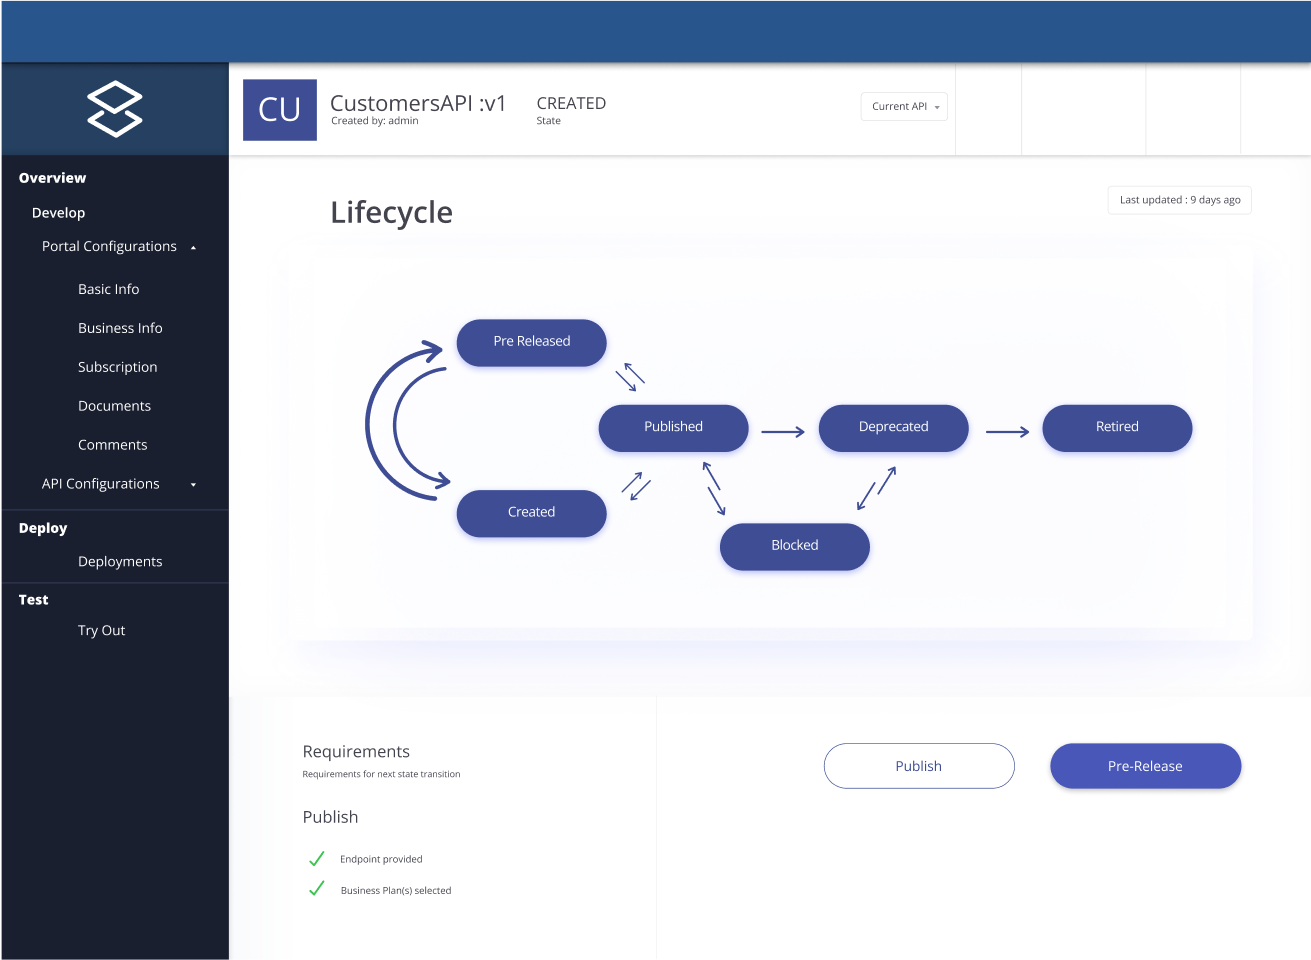 CU
CustomersAPI :v1
Created by: admin
CREATED
State
Current API
Overview
Develop
Portal Configurations
Basic Info
Business Info
Subscription
Documents
Comments
API Configurations
Deploy
Deployments
Test
Try Out
Lifecycle
Last updated : 9 days ago
Pre Released
Published
Deprecated
Retired
Created
Blocked
Requirements
Requirements for next state transition
Publish
Endpoint provided
Business Plan(s) selected
Publish
Pre-Release